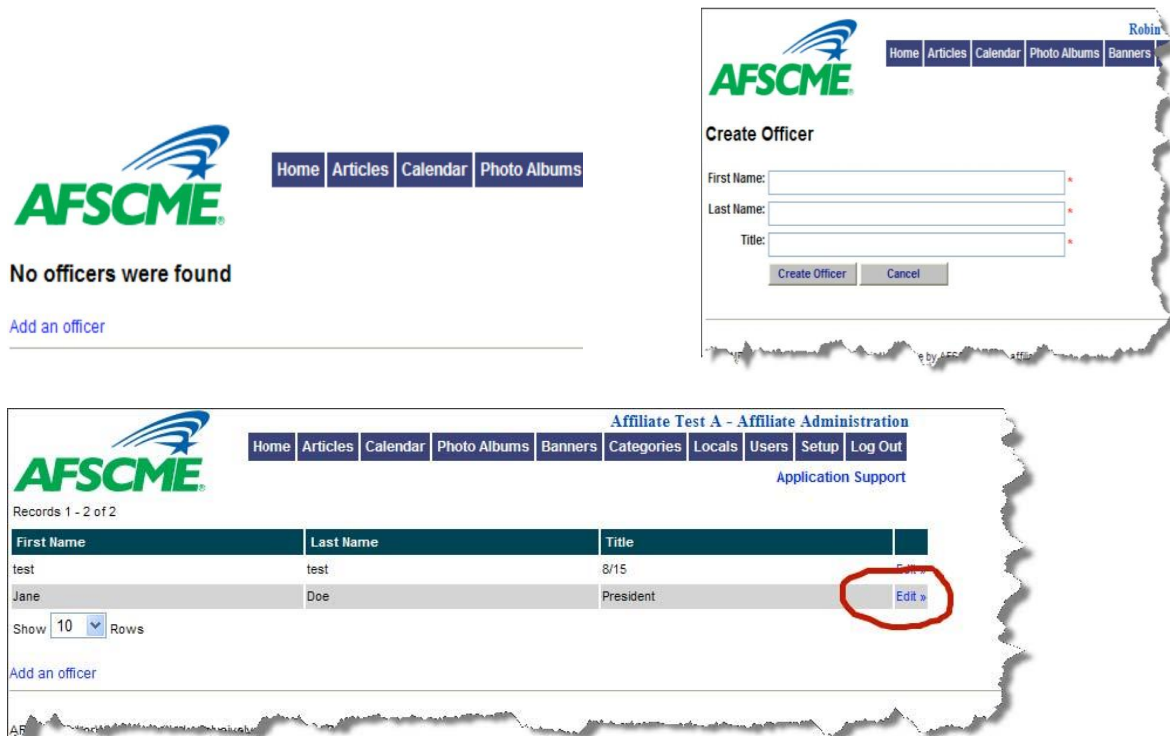 AFSCME
Home Articles Calendar Photo Albums
No officers were found
Add an officer
Robin
AFSCME
Home Articles Calendar Photo Albums Banners
Create Officer
First Name: *
Last Name: *
Title: *
Create Officer Cancel
by
Affiliate Test A - Affiliate Administration
AFSCME
Home Articles Calendar Photo Albums Banners Categories Locals Users Setup Log Out
Application Support
Records 1 - 2 of 2
First Name Last Name Title
test test 8/15 Edit »
Jane Doe President Edit »
Show 10 Rows
Add an officer